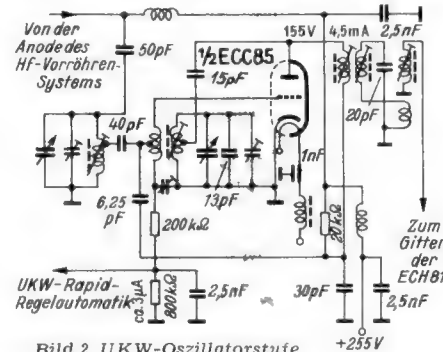 Von der
Anode des
HF-Vorröhren-
Systems
50pF
155V
4,5mA
2,5nF
½ECC85
15pF
20pF
40pF
1nF
6,25
pF
13pF
200kΩ
20kΩ
Zum
Gitter
der
ECH81
UKW-Rapid-
Regelautomatik
ca.3µA
800kΩ
2,5nF
30pF
2,5nF
+255V
Bild 2. UKW-Oszillatorstufe